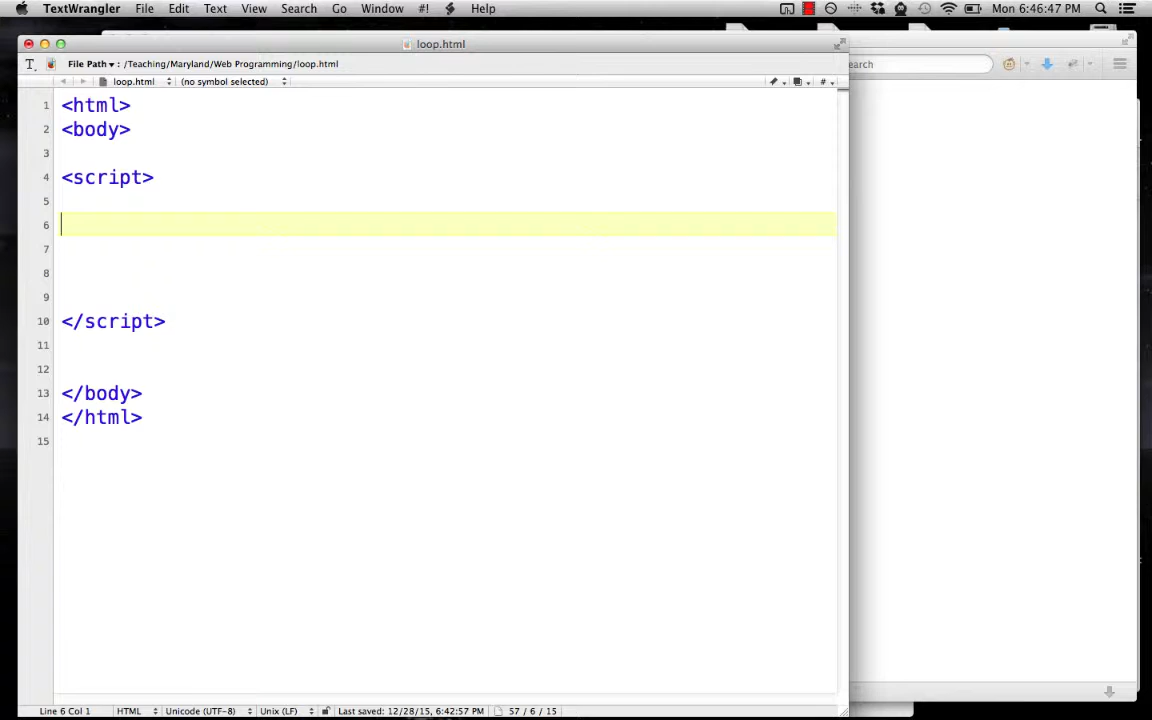 TextWrangler File Edit Text View Search Go Window #! Help Mon 6:46:47 PM
loop.html
File Path ▾ : /Teaching/Maryland/Web Programming/loop.html
earch
loop.html (no symbol selected)
1 <html>
2 <body>
3
4 <script>
5
6
7
8
9
10 </script>
11
12
13 </body>
14 </html>
15
Line 6 Col 1 HTML Unicode (UTF-8) Unix (LF) Last saved: 12/28/15, 6:42:57 PM 57 / 6 / 15